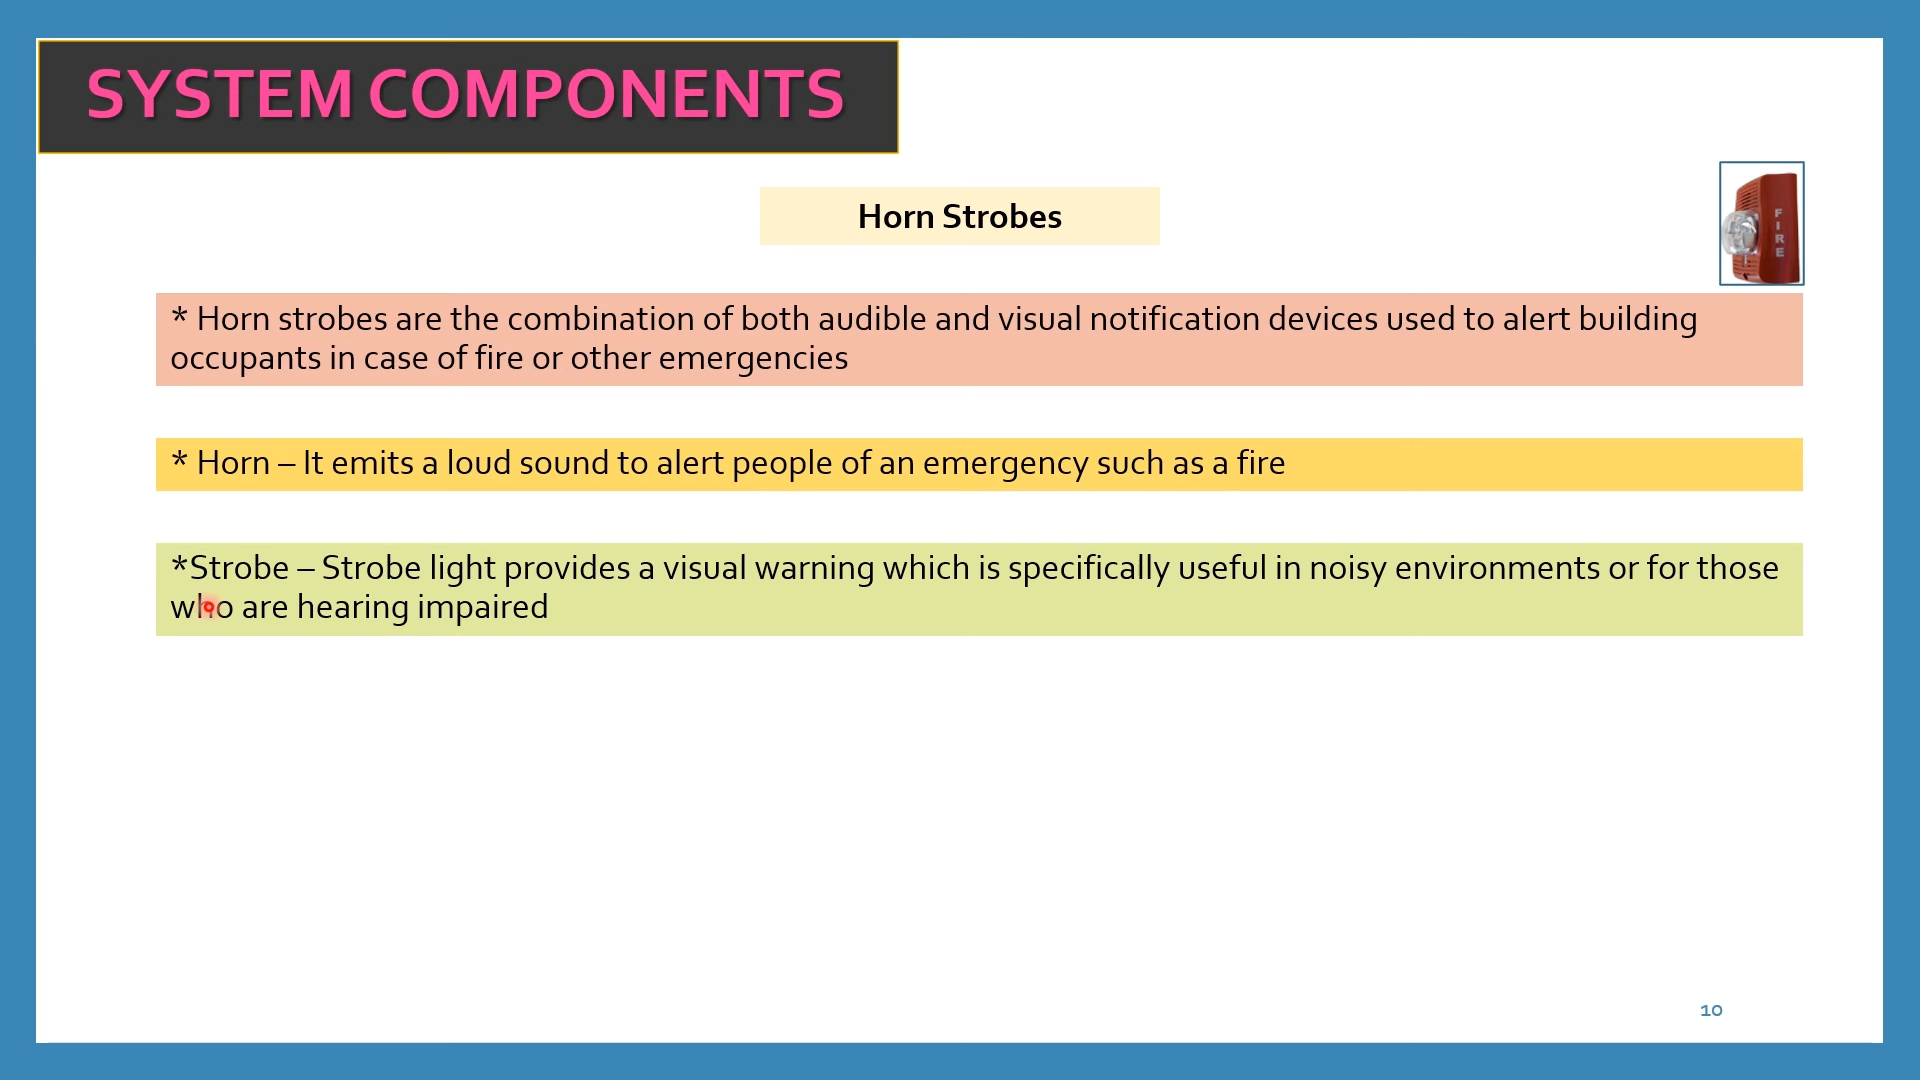 SYSTEM COMPONENTS
Horn Strobes
FIRE
* Horn strobes are the combination of both audible and visual notification devices used to alert building
occupants in case of fire or other emergencies
* Horn – It emits a loud sound to alert people of an emergency such as a fire
*Strobe – Strobe light provides a visual warning which is specifically useful in noisy environments or for those
who are hearing impaired
10